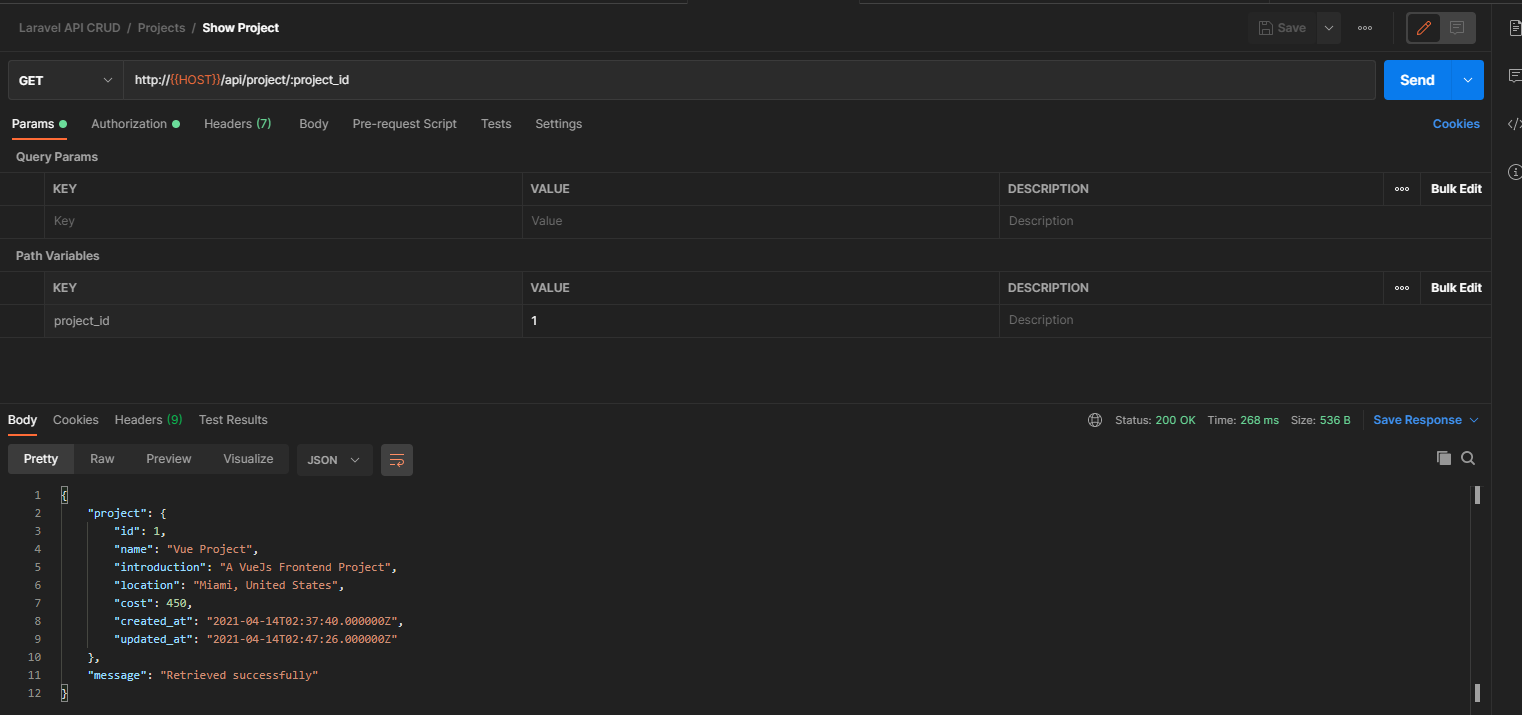 Laravel API CRUD / Projects / Show Project
Save
GET http://{{HOST}}/api/project/:project_id Send
Params Authorization Headers (7) Body Pre-request Script Tests Settings Cookies
Query Params
KEY VALUE DESCRIPTION ooo Bulk Edit
Key Value Description
Path Variables
KEY VALUE DESCRIPTION ooo Bulk Edit
project_id 1 Description
Body Cookies Headers (9) Test Results Status: 200 OK Time: 268 ms Size: 536 B Save Response
Pretty Raw Preview Visualize JSON
1 {
2 "project": {
3 "id": 1,
4 "name": "Vue Project",
5 "introduction": "A VueJs Frontend Project",
6 "location": "Miami, United States",
7 "cost": 450,
8 "created_at": "2021-04-14T02:37:40.000000Z",
9 "updated_at": "2021-04-14T02:47:26.000000Z"
10 },
11 "message": "Retrieved successfully"
12 }